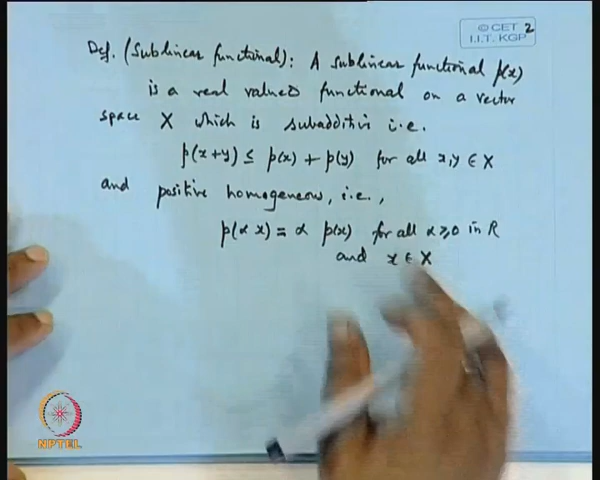 © CET 2
I.I.T. KGP
Def. (Sublinear functional): A sublinear functional p(x)
is a real valued functional on a vector
space X which is subadditive i.e.
p(x+y) ≤ p(x) + p(y) for all x, y ∈ X
and positive homogeneous, i.e.,
p(α x) = α p(x) for all α ≥ 0 in R
and x ∈ X
NPTEL